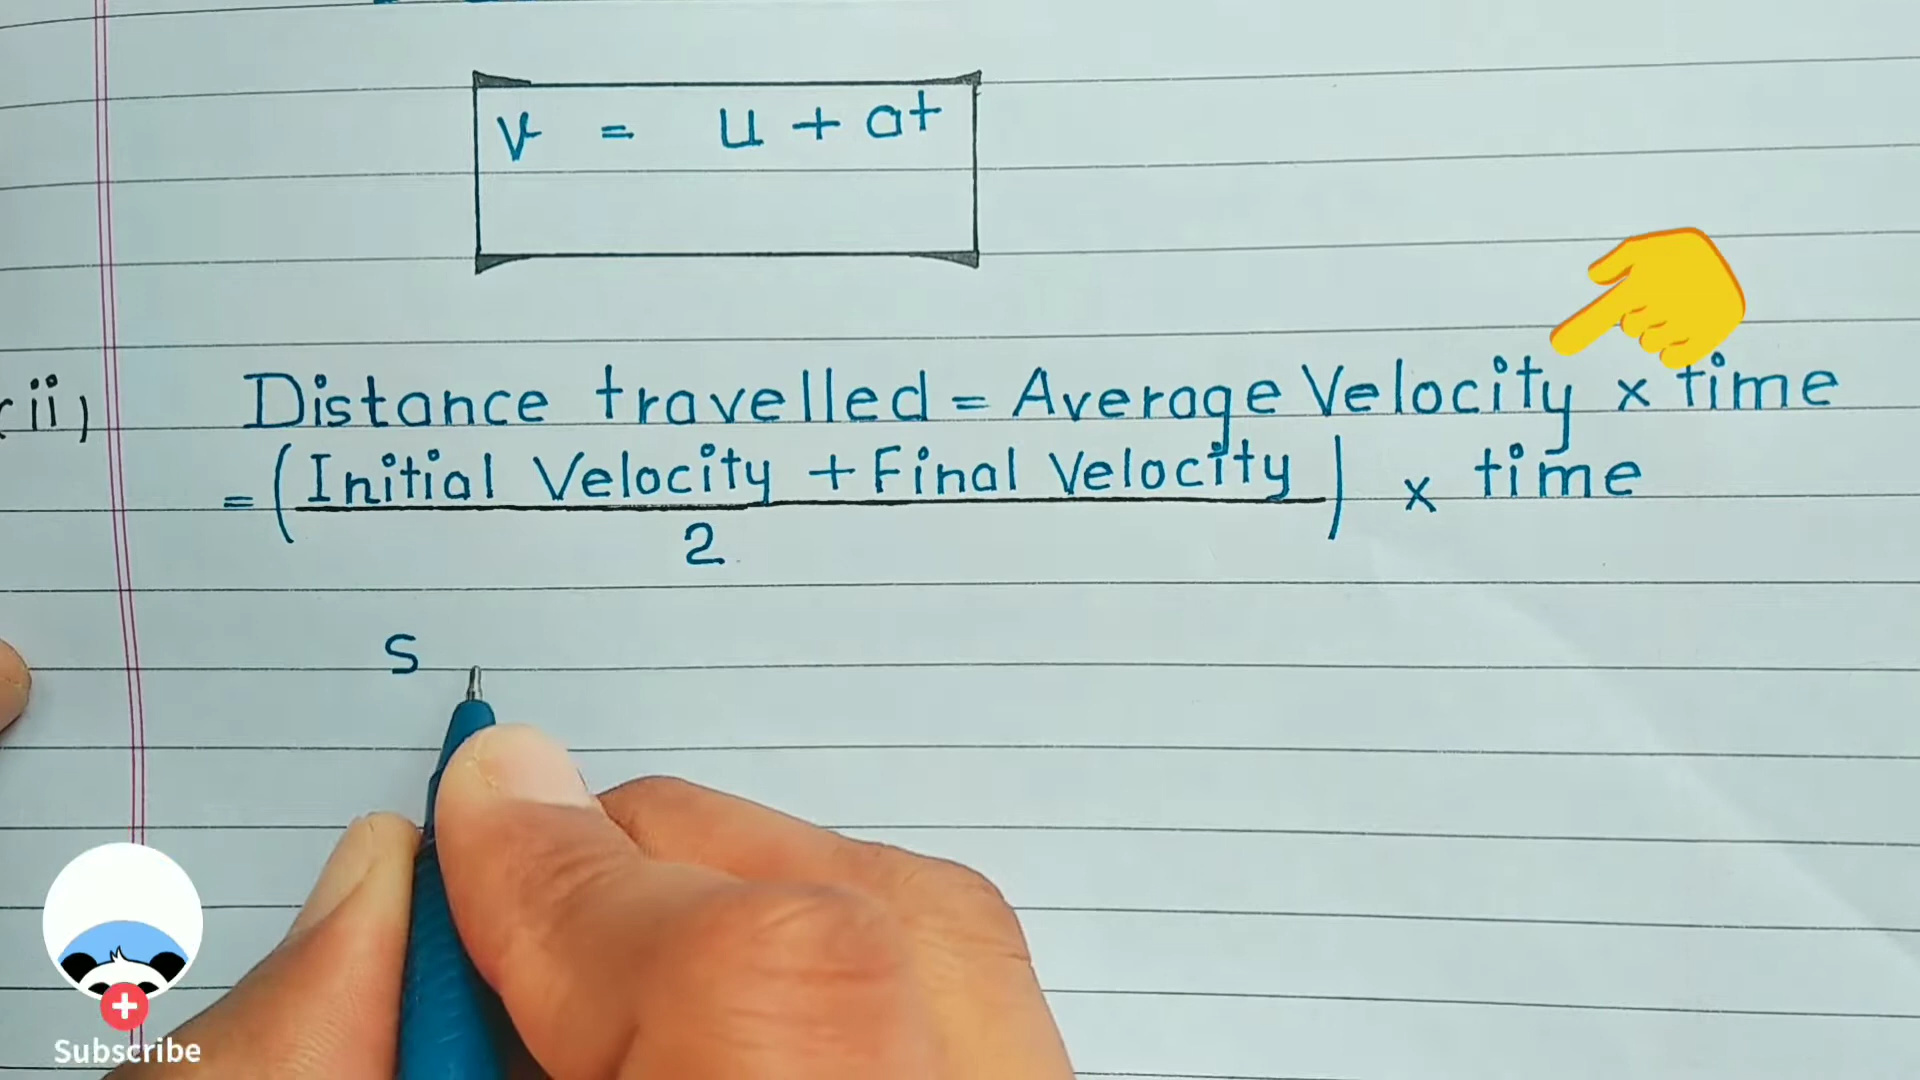 v = u + at
(ii) Distance travelled = Average Velocity × time
= (Initial Velocity + Final Velocity) × time
2
S
Subscribe